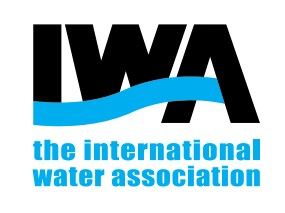 IWA
the international
water association